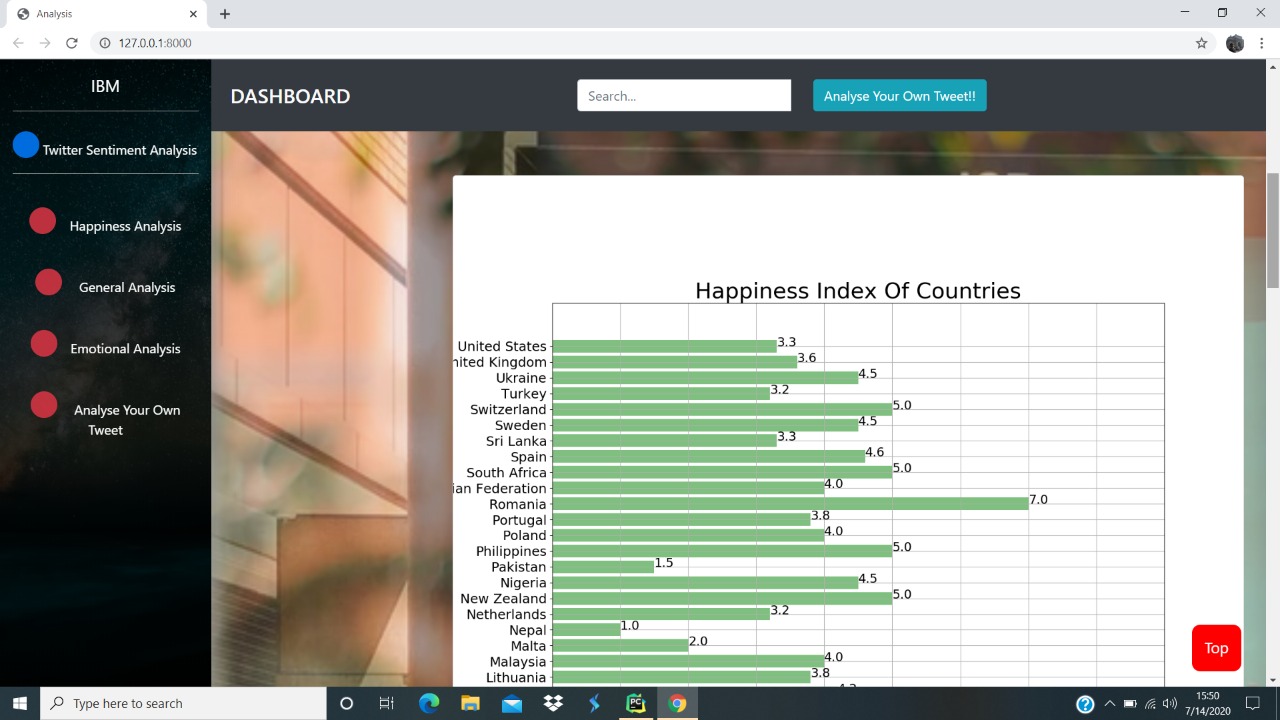 Analysis
127.0.0.1:8000
IBM
Twitter Sentiment Analysis
Happiness Analysis
General Analysis
Emotional Analysis
Analyse Your Own
Tweet
DASHBOARD
Search...
Analyse Your Own Tweet!!
Happiness Index Of Countries
United States 3.3
nited Kingdom 3.6
Ukraine 4.5
Turkey 3.2
Switzerland 5.0
Sweden 4.5
Sri Lanka 3.3
Spain 4.6
South Africa 5.0
ian Federation 4.0
Romania 7.0
Portugal 3.8
Poland 4.0
Philippines 5.0
Pakistan 1.5
Nigeria 4.5
New Zealand 5.0
Netherlands 3.2
Nepal 1.0
Malta 2.0
Malaysia 4.0
Lithuania 3.8
Top
Type here to search
PC
15:50
7/14/2020